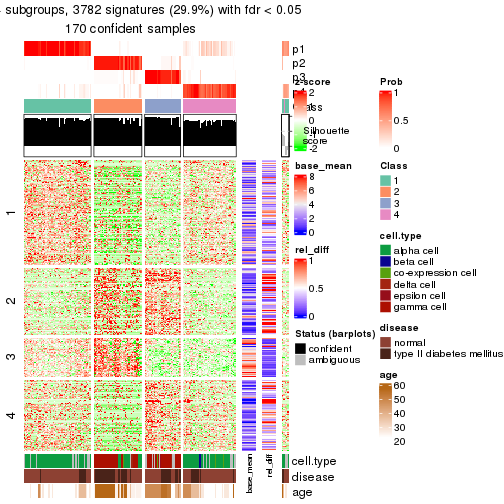 subgroups, 3782 signatures (29.9%) with fdr < 0.05
170 confident samples
p1
p2
p3
Silhouette
score
1
2
3
4
cell.type
disease
age
base_mean
rel_diff
z-score
2
-2
base_mean
8
6
4
2
0
rel_diff
1
0.5
0
Status (barplots)
confident
ambiguous
Prob
1
0.5
0
Class
1
2
3
4
cell.type
alpha cell
beta cell
co-expression cell
delta cell
epsilon cell
gamma cell
disease
normal
type II diabetes mellitus
age
60
50
40
30
20